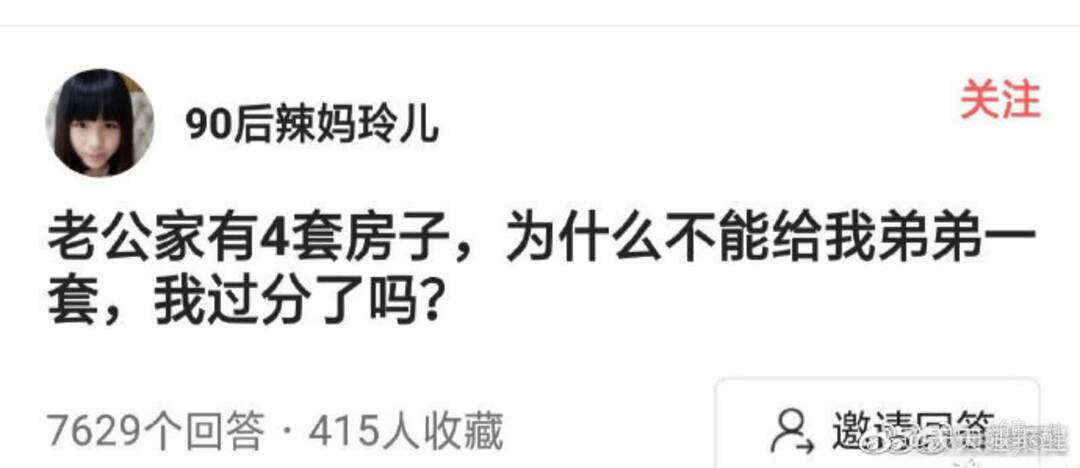 90后辣妈玲儿
关注
老公家有4套房子，为什么不能给我弟弟一
套，我过分了吗？
7629个回答 · 415人收藏
邀请回答